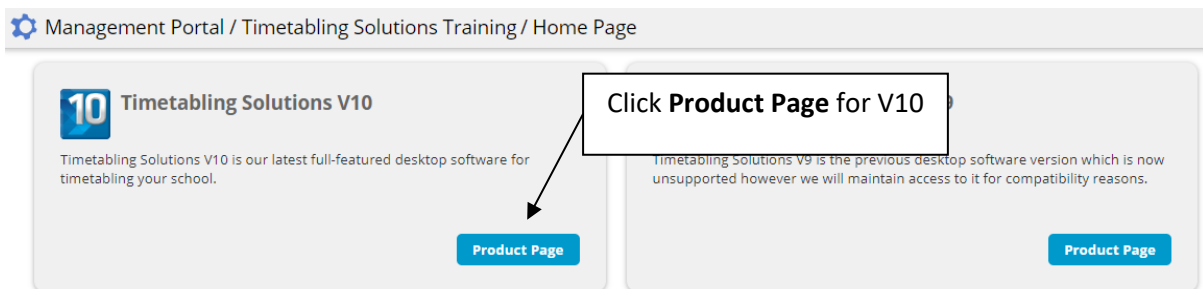 Management Portal / Timetabling Solutions Training / Home Page
10 Timetabling Solutions V10
Timetabling Solutions V10 is our latest full-featured desktop software for
timetabling your school.
Product Page
Click Product Page for V10
Timetabling Solutions V9 is the previous desktop software version which is now
unsupported however we will maintain access to it for compatibility reasons.
Product Page